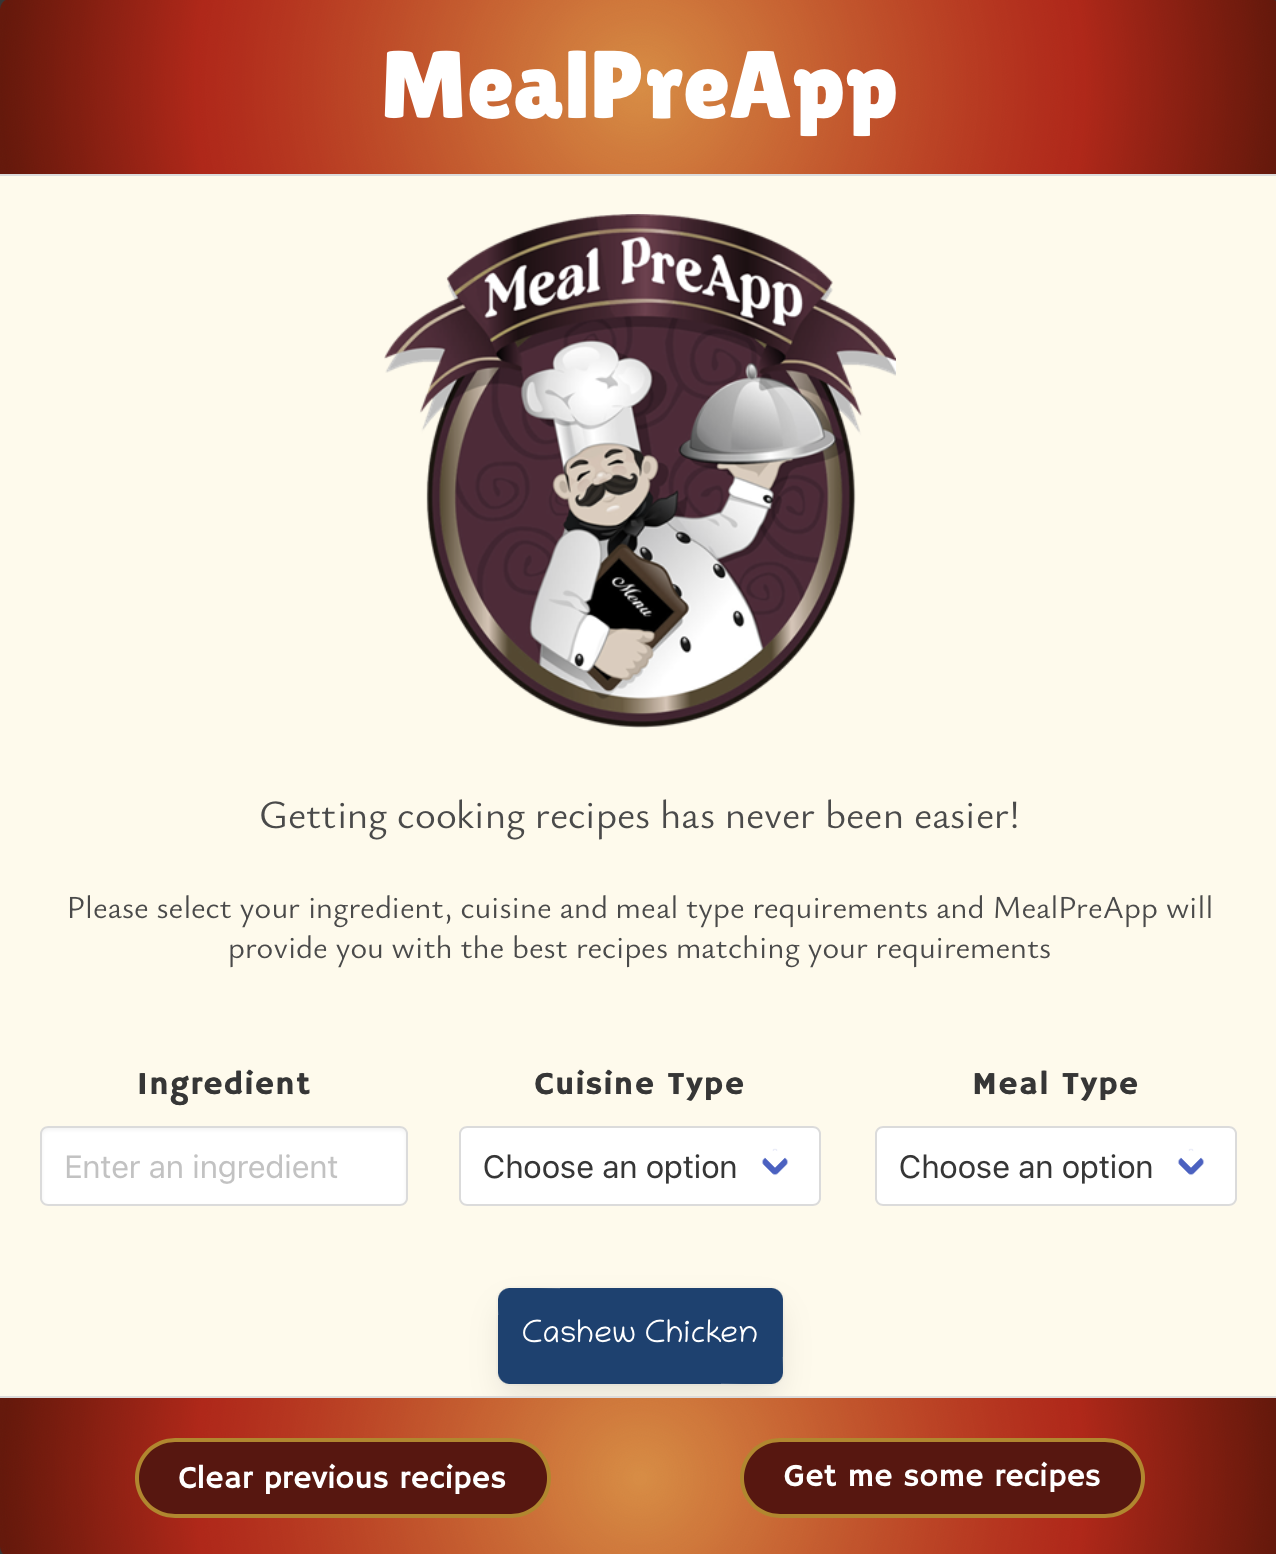 MealPreApp
Meal PreApp
Menu
Getting cooking recipes has never been easier!
Please select your ingredient, cuisine and meal type requirements and MealPreApp will
provide you with the best recipes matching your requirements
Ingredient
Cuisine Type
Meal Type
Enter an ingredient
Choose an option
Choose an option
Cashew Chicken
Clear previous recipes
Get me some recipes